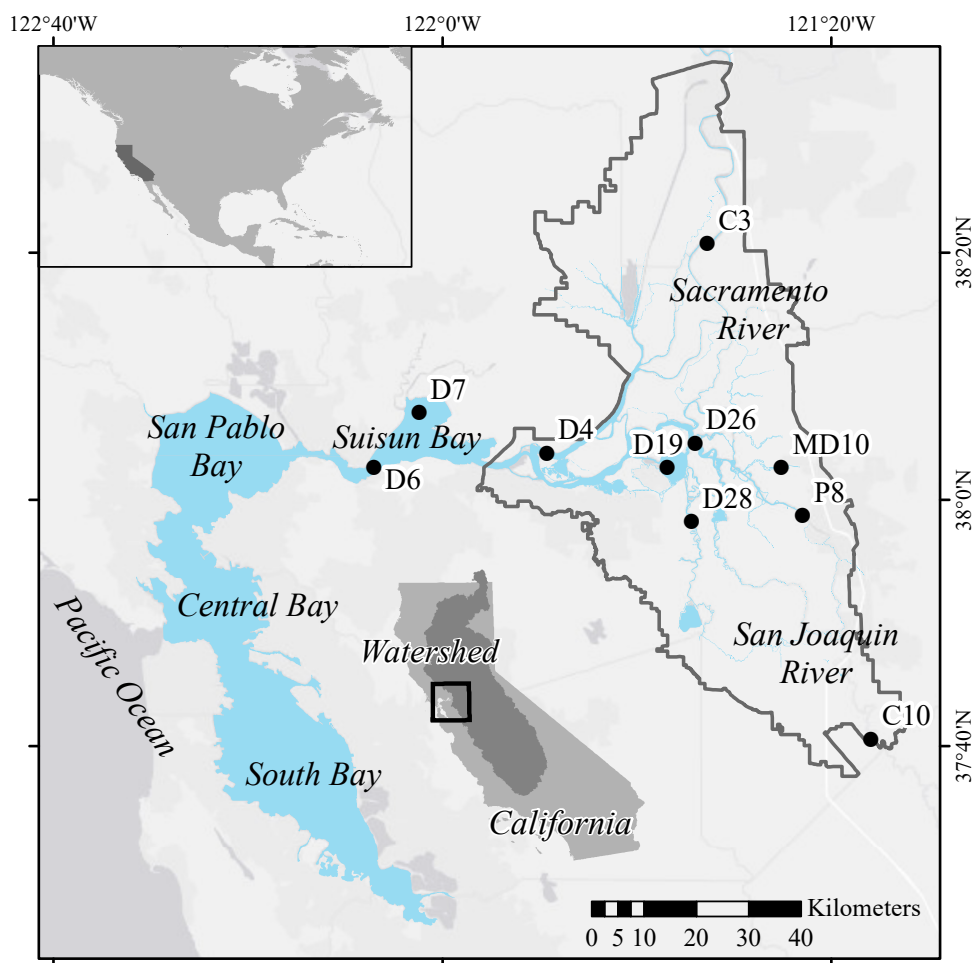 122°40'W
122°0'W
121°20'W
38°20'N
38°0'N
37°40'N
C3
Sacramento
River
D7
San Pablo
Bay
Suisun Bay
D4
D26
D19
MD10
D6
D28
P8
Central Bay
Pacific Ocean
Watershed
San Joaquin
River
C10
South Bay
California
Kilometers
0 5 10 20 30 40